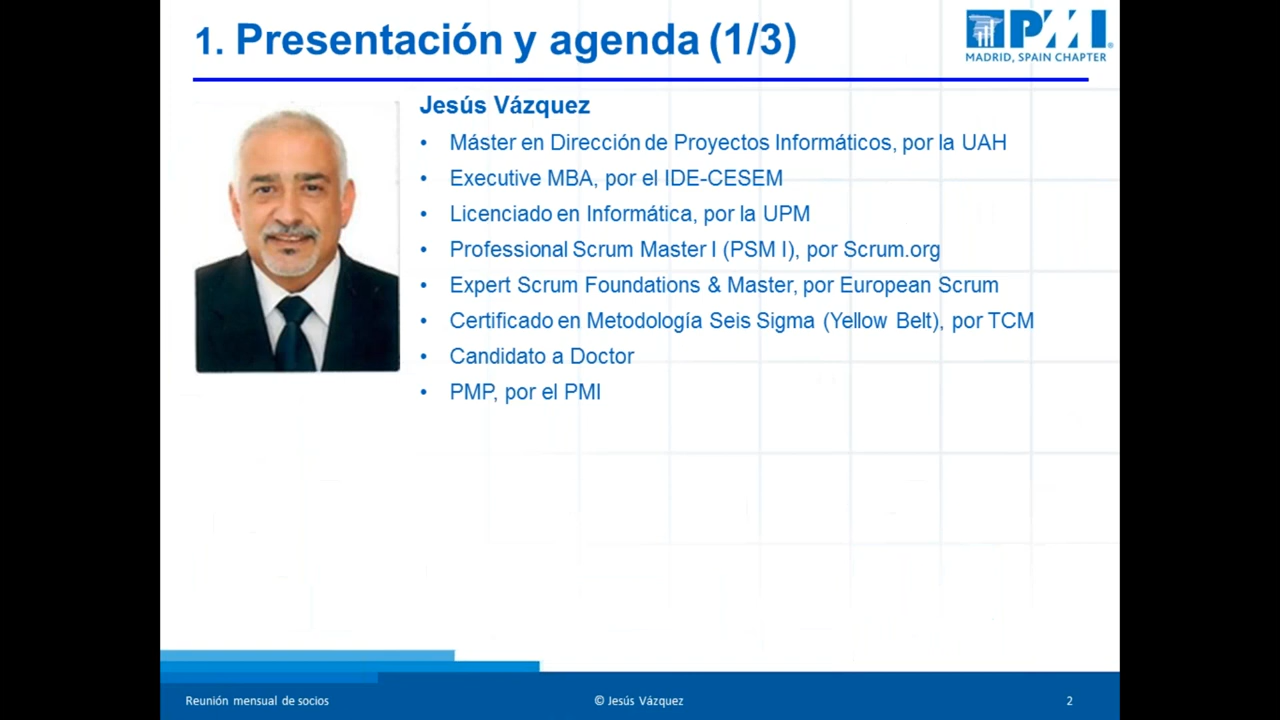 1. Presentación y agenda (1/3)
PMI
MADRID, SPAIN CHAPTER
Jesús Vázquez
• Máster en Dirección de Proyectos Informáticos, por la UAH
• Executive MBA, por el IDE-CESEM
• Licenciado en Informática, por la UPM
• Professional Scrum Master I (PSM I), por Scrum.org
• Expert Scrum Foundations & Master, por European Scrum
• Certificado en Metodología Seis Sigma (Yellow Belt), por TCM
• Candidato a Doctor
• PMP, por el PMI
Reunión mensual de socios
© Jesús Vázquez
2